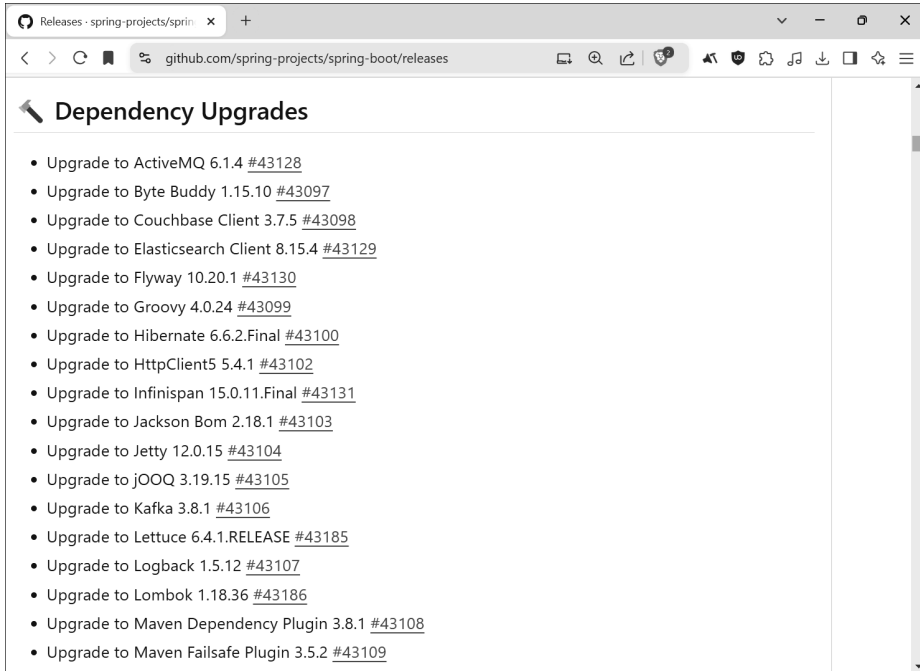 Releases · spring-projects/sprin
github.com/spring-projects/spring-boot/releases
2
Dependency Upgrades
Upgrade to ActiveMQ 6.1.4 #43128
Upgrade to Byte Buddy 1.15.10 #43097
Upgrade to Couchbase Client 3.7.5 #43098
Upgrade to Elasticsearch Client 8.15.4 #43129
Upgrade to Flyway 10.20.1 #43130
Upgrade to Groovy 4.0.24 #43099
Upgrade to Hibernate 6.6.2.Final #43100
Upgrade to HttpClient5 5.4.1 #43102
Upgrade to Infinispan 15.0.11.Final #43131
Upgrade to Jackson Bom 2.18.1 #43103
Upgrade to Jetty 12.0.15 #43104
Upgrade to jOOQ 3.19.15 #43105
Upgrade to Kafka 3.8.1 #43106
Upgrade to Lettuce 6.4.1.RELEASE #43185
Upgrade to Logback 1.5.12 #43107
Upgrade to Lombok 1.18.36 #43186
Upgrade to Maven Dependency Plugin 3.8.1 #43108
Upgrade to Maven Failsafe Plugin 3.5.2 #43109